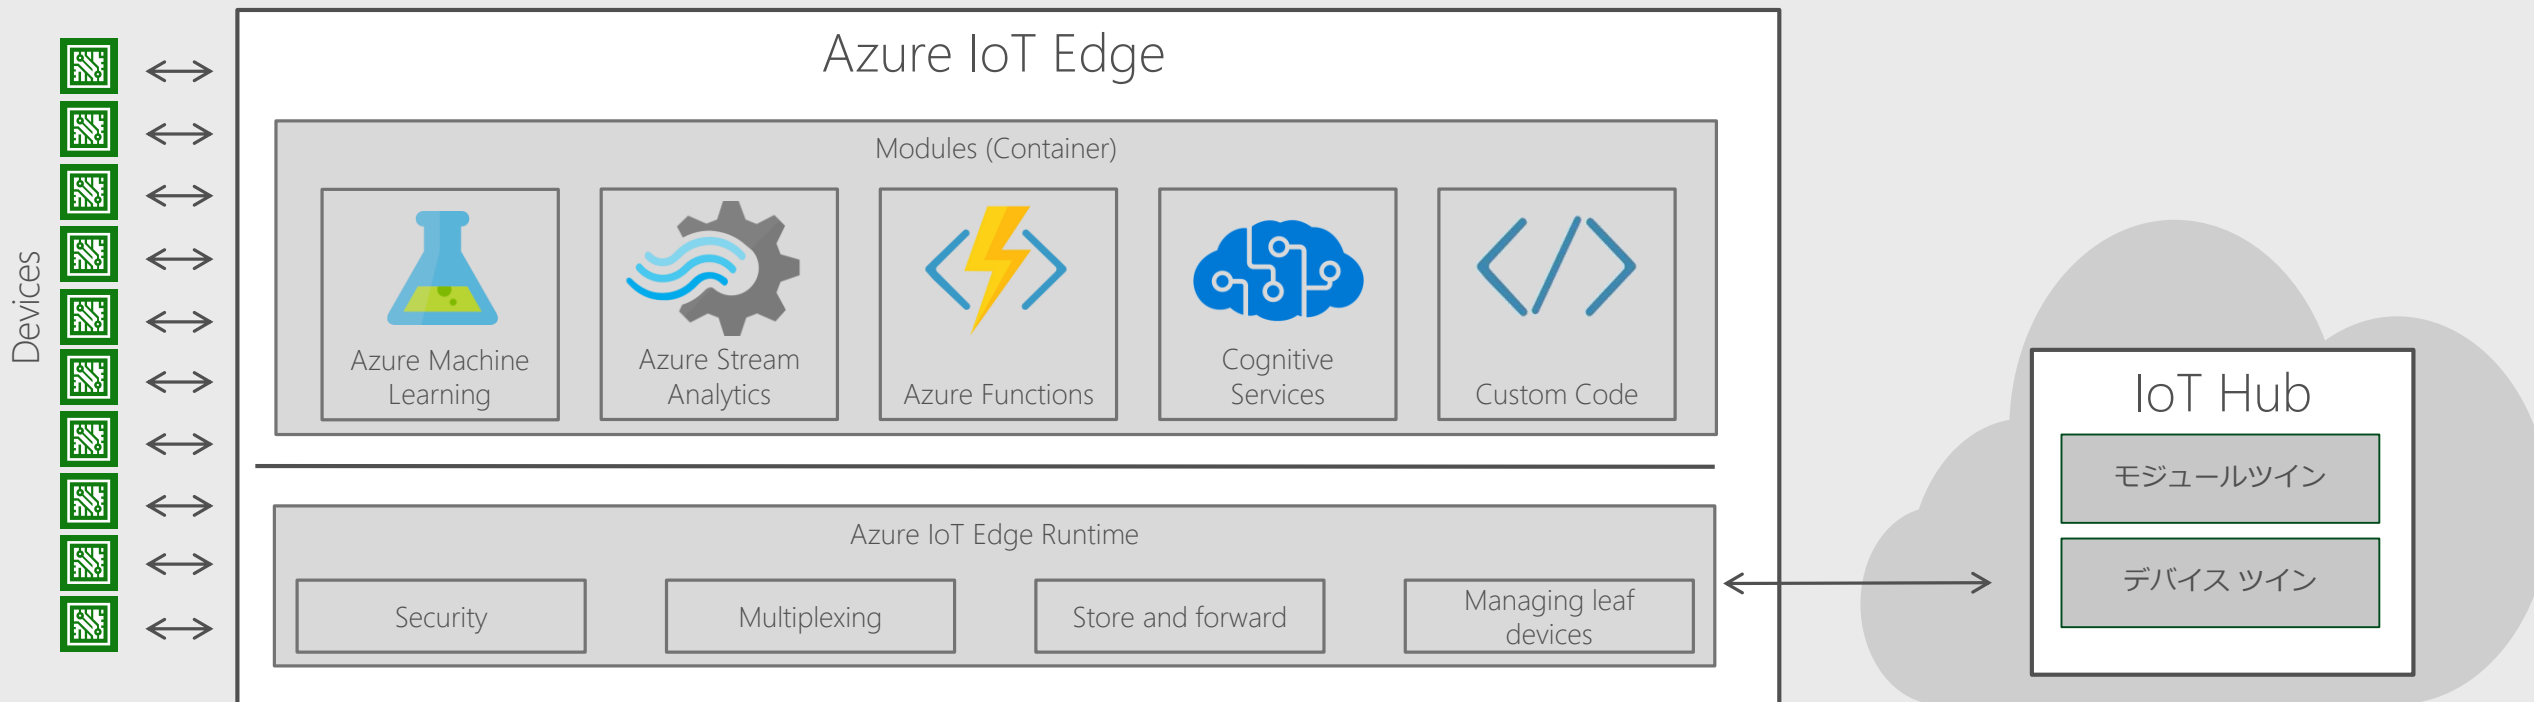 Devices
Azure IoT Edge
Modules (Container)
Azure Machine
Learning
Azure Stream
Analytics
Azure Functions
Cognitive
Services
Custom Code
Azure IoT Edge Runtime
Security
Multiplexing
Store and forward
Managing leaf
devices
IoT Hub
モジュールツイン
デバイス ツイン